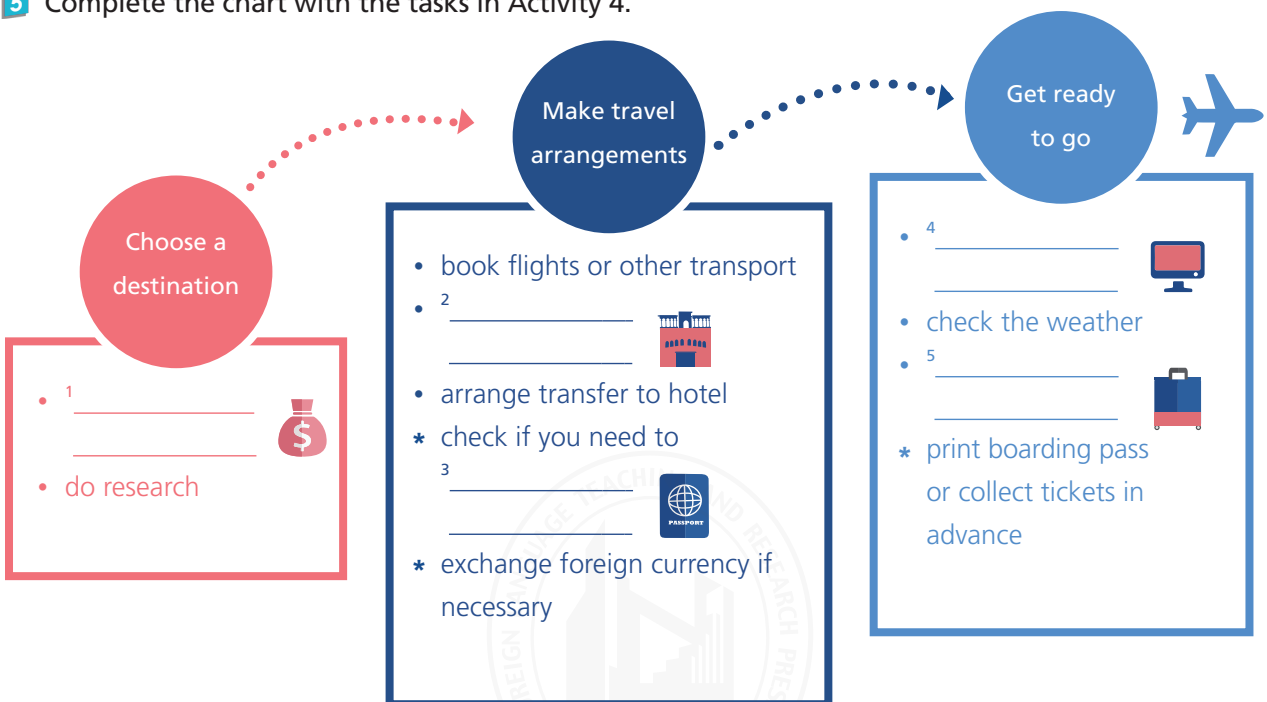 5 Complete the chart with the tasks in Activity 4.
Choose a
destination
• 1
• do research
$
Make travel
arrangements
• book flights or other transport
• 2
• arrange transfer to hotel
* check if you need to
3
PASSPORT
* exchange foreign currency if
necessary
Get ready
to go
• 4
• check the weather
• 5
* print boarding pass
or collect tickets in
advance